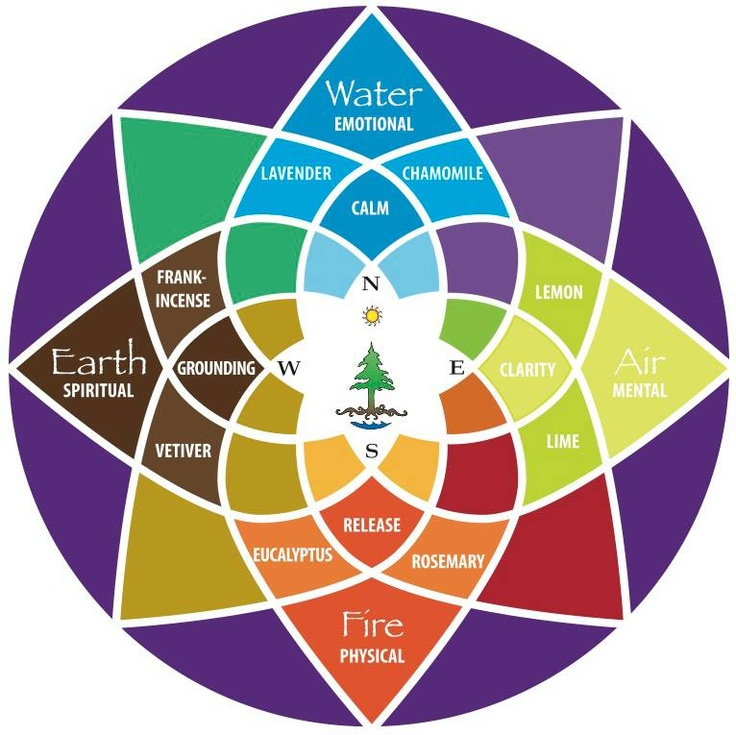 Water
EMOTIONAL
LAVENDER
CHAMOMILE
CALM
N
FRANK-
INCENSE
LEMON
Earth
SPIRITUAL
GROUNDING
W
E
CLARITY
Air
MENTAL
VETIVER
LIME
S
RELEASE
EUCALYPTUS
ROSEMARY
Fire
PHYSICAL